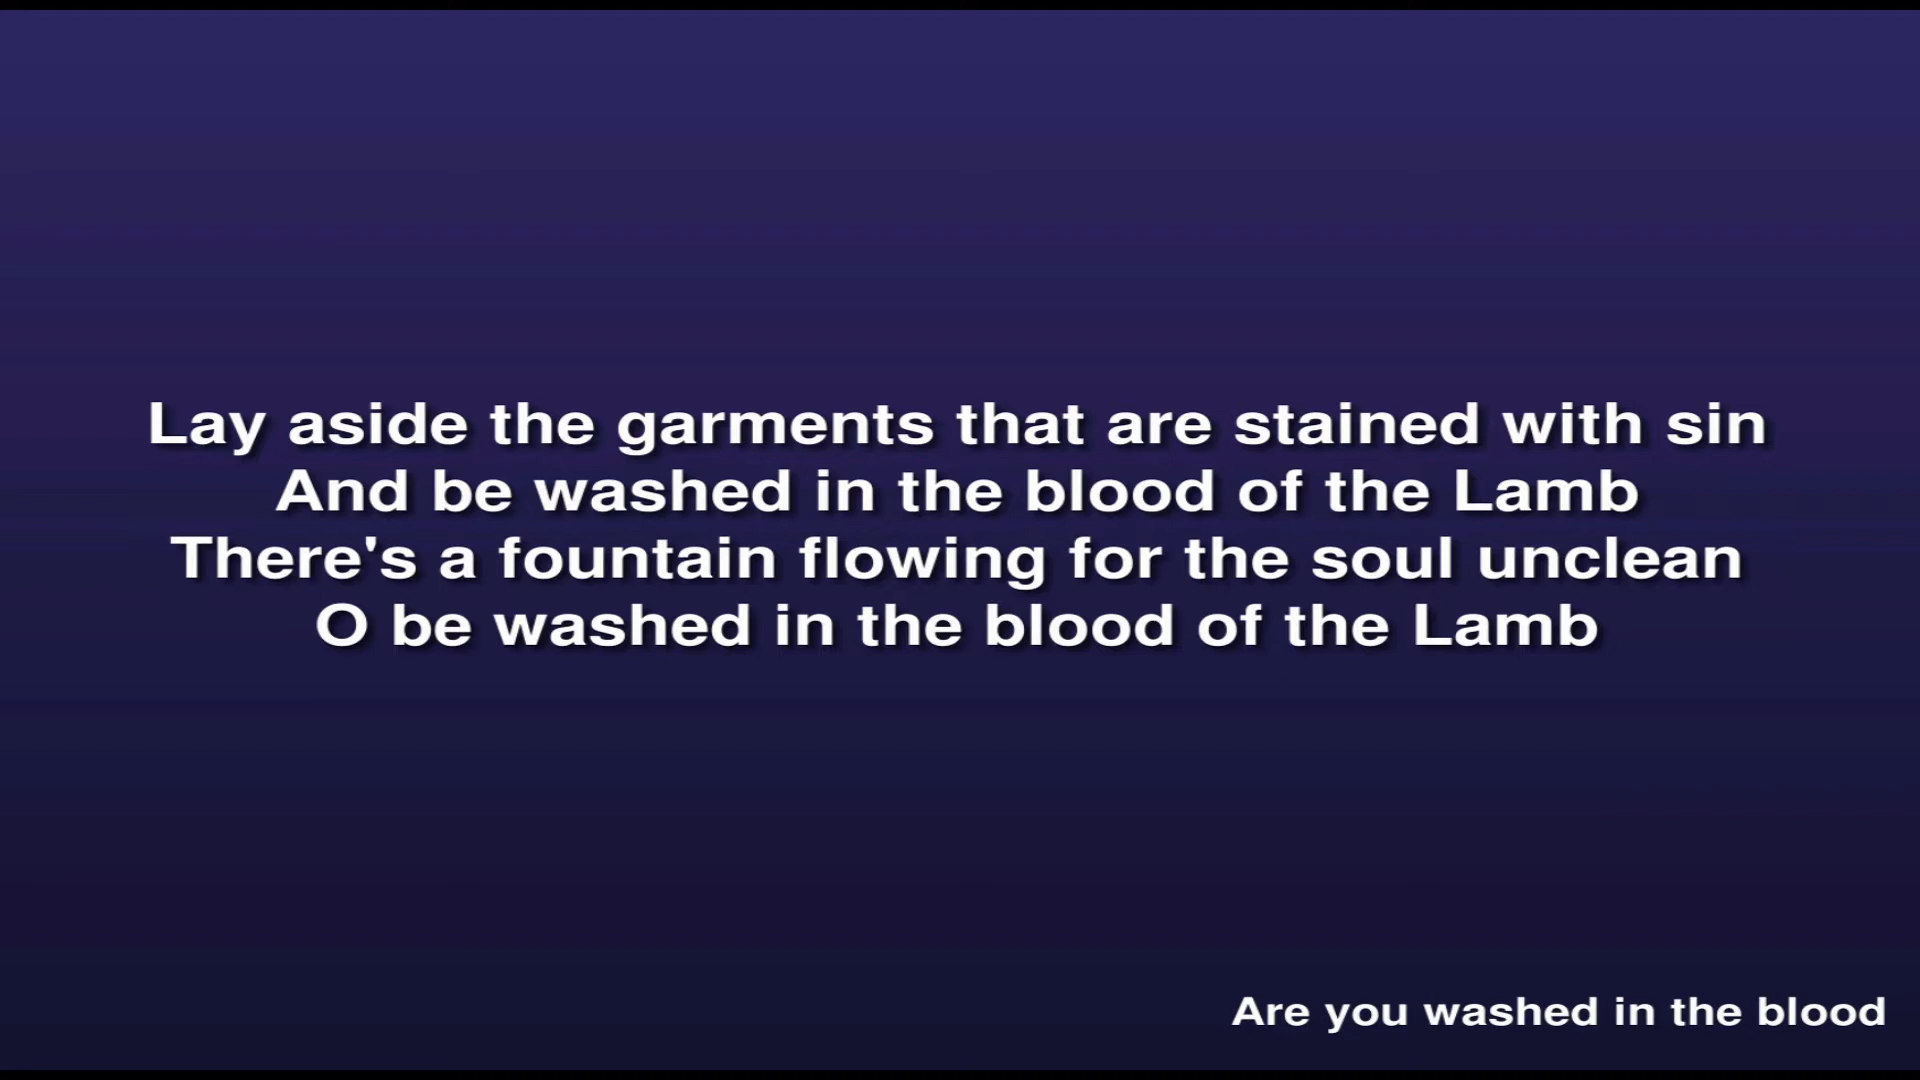 Lay aside the garments that are stained with sin
And be washed in the blood of the Lamb
There's a fountain flowing for the soul unclean
O be washed in the blood of the Lamb
Are you washed in the blood